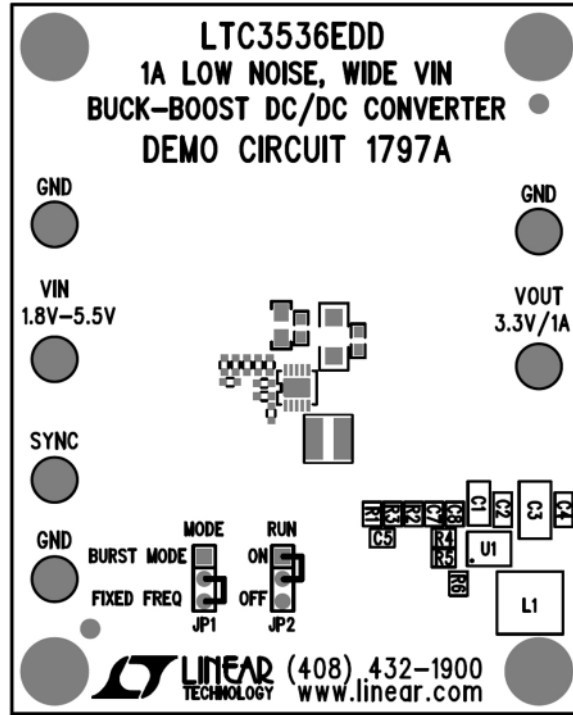 LTC3536EDD
1A LOW NOISE, WIDE VIN
BUCK-BOOST DC/DC CONVERTER
DEMO CIRCUIT 1797A
GND
GND
VIN
1.8V-5.5V
VOUT
3.3V/1A
SYNC
GND
R1 R3 R2 C7 C8 C1 C2 C3 C4
C5 R4 U1
R5
R6
L1
MODE RUN
BURST MODE ON
FIXED FREQ OFF
JP1 JP2
LINEAR (408) 432-1900
TECHNOLOGY www.linear.com